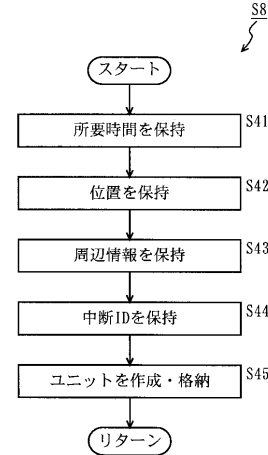 S8
スタート
所要時間を保持 S41
位置を保持 S42
周辺情報を保持 S43
中断IDを保持 S44
ユニットを作成・格納 S45
リターン